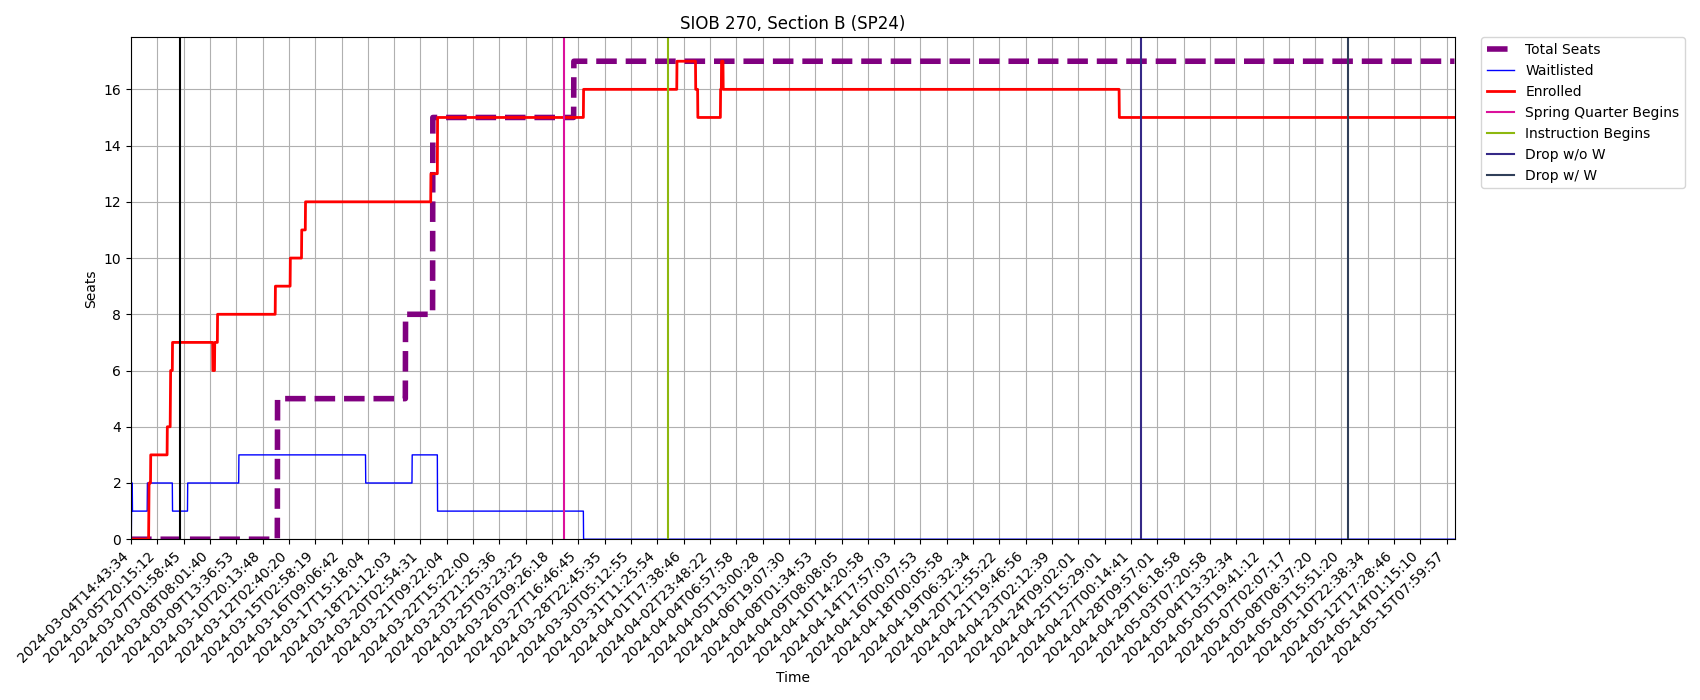 SIOB 270, Section B (SP24)
Total Seats
Waitlisted
Enrolled
Spring Quarter Begins
Instruction Begins
Drop w/o W
Drop w/ W
Seats
16
14
12
10
8
6
4
2
0
2024-03-04T14:43:34
2024-03-05T20:15:12
2024-03-07T01:58:45
2024-03-08T08:01:40
2024-03-09T13:36:53
2024-03-10T20:13:48
2024-03-12T02:40:20
2024-03-15T02:58:19
2024-03-16T09:06:42
2024-03-17T15:18:04
2024-03-18T21:12:03
2024-03-20T02:54:31
2024-03-21T09:22:04
2024-03-22T15:22:00
2024-03-23T21:25:36
2024-03-25T03:23:25
2024-03-26T09:26:18
2024-03-27T16:46:45
2024-03-28T22:45:35
2024-03-30T05:12:55
2024-03-31T11:25:54
2024-04-01T17:38:46
2024-04-02T23:48:22
2024-04-04T06:57:58
2024-04-05T13:00:28
2024-04-06T19:07:30
2024-04-08T01:34:53
2024-04-09T08:08:05
2024-04-10T14:20:58
2024-04-14T17:57:03
2024-04-16T00:07:53
2024-04-18T00:05:58
2024-04-19T06:32:34
2024-04-20T12:55:22
2024-04-21T19:46:56
2024-04-23T02:12:39
2024-04-24T09:02:01
2024-04-25T15:29:01
2024-04-27T00:14:41
2024-04-28T09:57:01
2024-04-29T16:18:58
2024-05-03T07:20:58
2024-05-04T13:32:34
2024-05-05T19:41:12
2024-05-07T02:07:17
2024-05-08T08:37:20
2024-05-09T15:51:20
2024-05-10T22:38:34
2024-05-12T17:28:46
2024-05-14T01:15:10
2024-05-15T07:59:57
Time